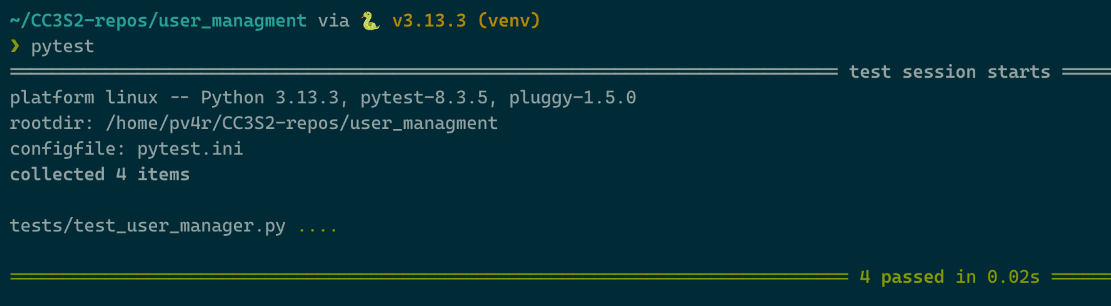 ~/CC3S2-repos/user_managment via 🐍 v3.13.3 (venv)
❯ pytest
================ test session starts ======
platform linux -- Python 3.13.3, pytest-8.3.5, pluggy-1.5.0
rootdir: /home/pv4r/CC3S2-repos/user_managment
configfile: pytest.ini
collected 4 items
tests/test_user_manager.py ....
================ 4 passed in 0.02s ======